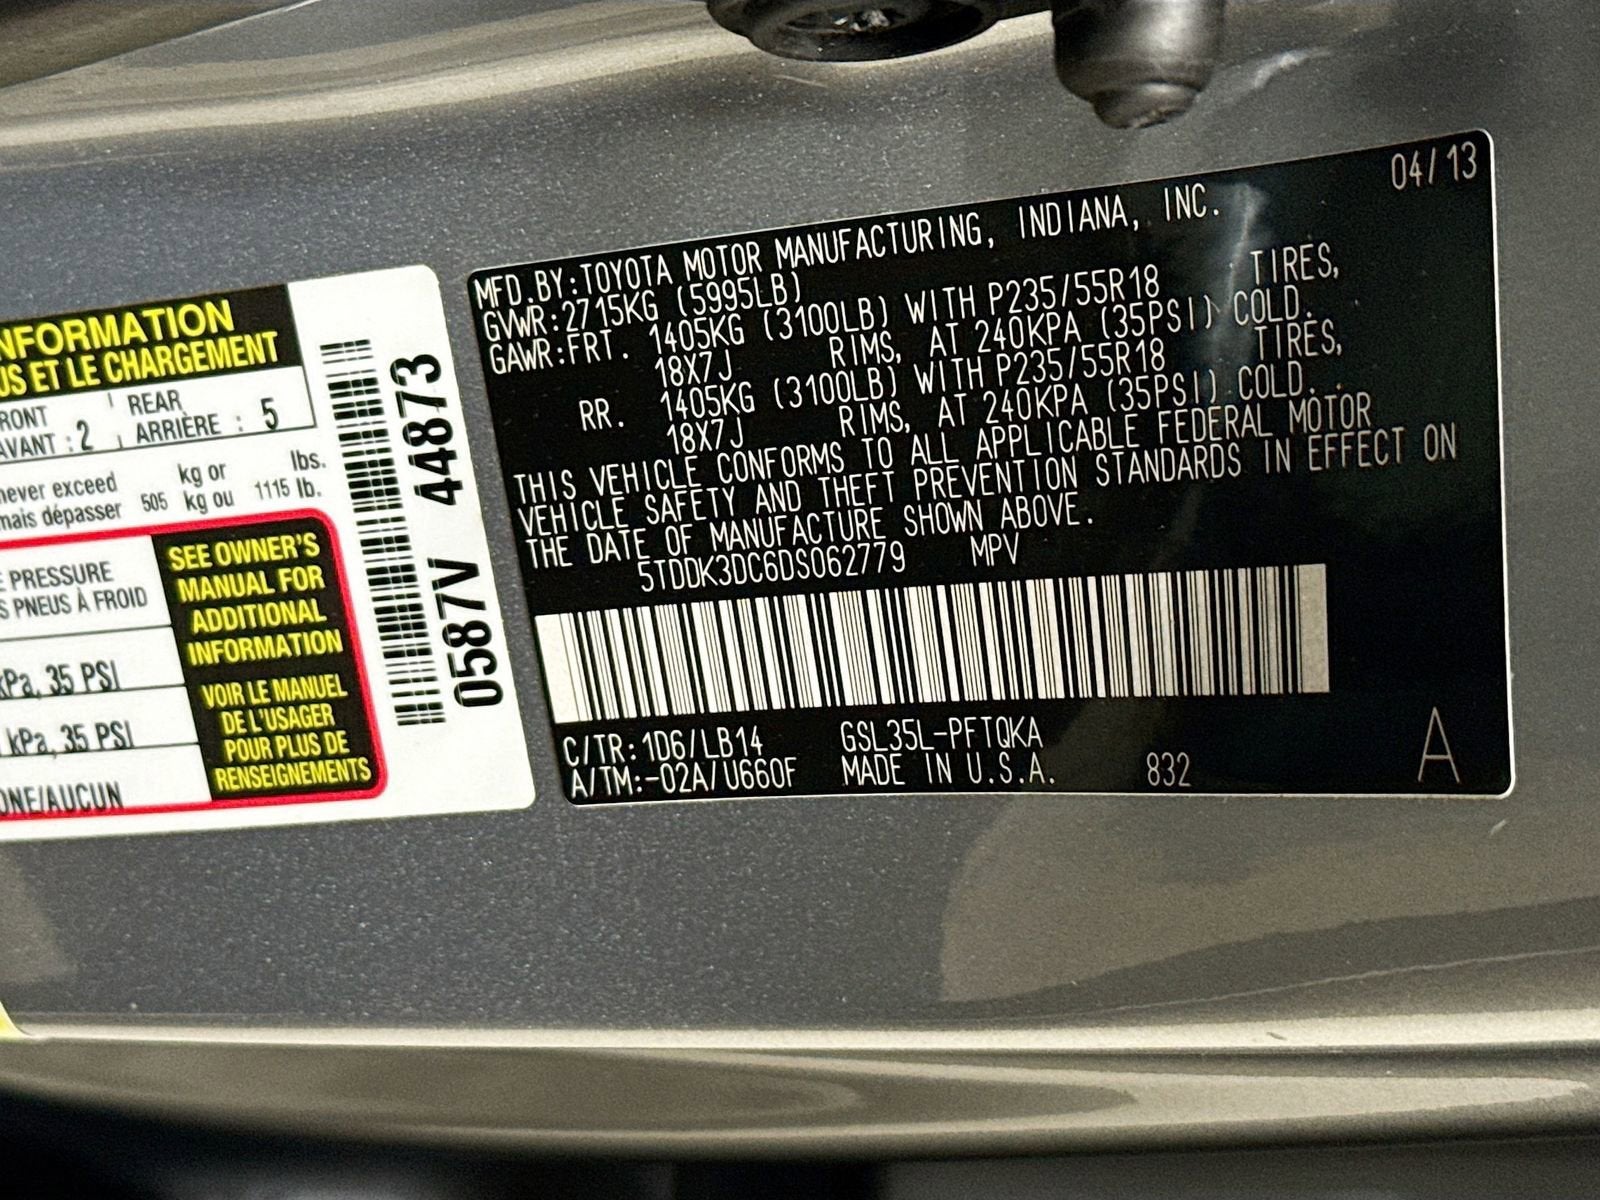 NFORMATION
US ET LE CHARGEMENT
RONT REAR
AVANT : 2 ARRIÈRE : 5
never exceed kg or lbs.
mais dépasser 505 kg ou 1115 lb.
E PRESSURE
S PNEUS À FROID
kPa, 35 PSI
kPa, 35 PSI
ONE/AUCUN
SEE OWNER'S
MANUAL FOR
ADDITIONAL
INFORMATION
VOIR LE MANUEL
DE L'USAGER
POUR PLUS DE
RENSEIGNEMENTS
0587V 44873
04/13
MFD.BY:TOYOTA MOTOR MANUFACTURING, INDIANA, INC.
GVWR:2715KG (5995LB)
GAWR:FRT. 1405KG (3100LB) WITH P235/55R18 TIRES,
18X7J RIMS, AT 240KPA (35PSI) COLD.
RR. 1405KG (3100LB) WITH P235/55R18 TIRES,
18X7J RIMS, AT 240KPA (35PSI) COLD.
THIS VEHICLE CONFORMS TO ALL APPLICABLE FEDERAL MOTOR
VEHICLE SAFETY AND THEFT PREVENTION STANDARDS IN EFFECT ON
THE DATE OF MANUFACTURE SHOWN ABOVE.
5TDDK3DC6DS062779 MPV
C/TR:1D6/LB14 GSL35L-PFTQKA
A/TM:-02A/U660F MADE IN U.S.A. 832 A